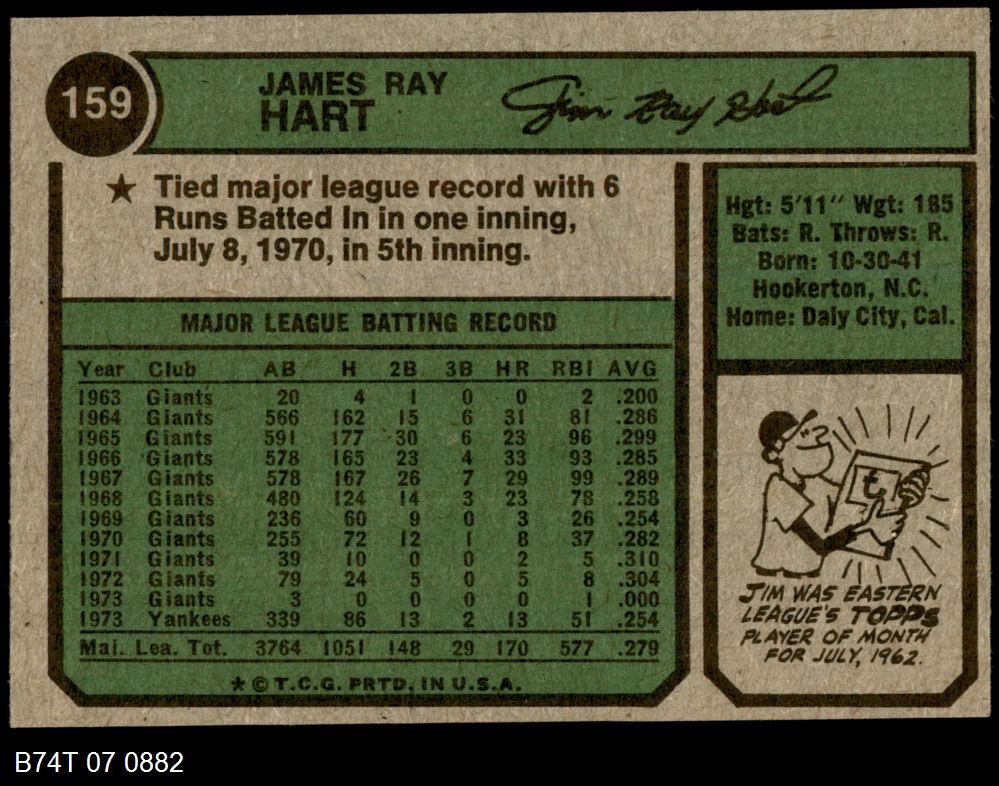 159
JAMES RAY
HART
Jim Ray Hart
★ Tied major league record with 6
Runs Batted In in one inning,
July 8, 1970, in 5th inning.
Hgt: 5'11" Wgt: 185
Bats: R. Throws: R.
Born: 10-30-41
Hookerton, N.C.
Home: Daly City, Cal.
MAJOR LEAGUE BATTING RECORD
Year Club AB H 2B 3B HR RBI AVG
1963 Giants 20 4 1 0 0 2 .200
1964 Giants 566 162 15 6 31 81 .286
1965 Giants 591 177 30 6 23 96 .299
1966 Giants 578 165 23 4 33 93 .285
1967 Giants 578 167 26 7 29 99 .289
1968 Giants 480 124 14 3 23 78 .258
1969 Giants 236 60 9 0 3 26 .254
1970 Giants 255 72 12 1 8 37 .282
1971 Giants 39 10 0 0 2 5 .310
1972 Giants 79 24 5 0 5 8 .304
1973 Giants 3 0 0 0 0 1 .000
1973 Yankees 339 86 13 2 13 51 .254
Maj. Lea. Tot. 3764 1051 148 29 170 577 .279
★ © T.C.G. PRTD. IN U.S.A.
t
JIM WAS EASTERN
LEAGUE'S TOPPS
PLAYER OF MONTH
FOR JULY, 1962.
B74T 07 0882